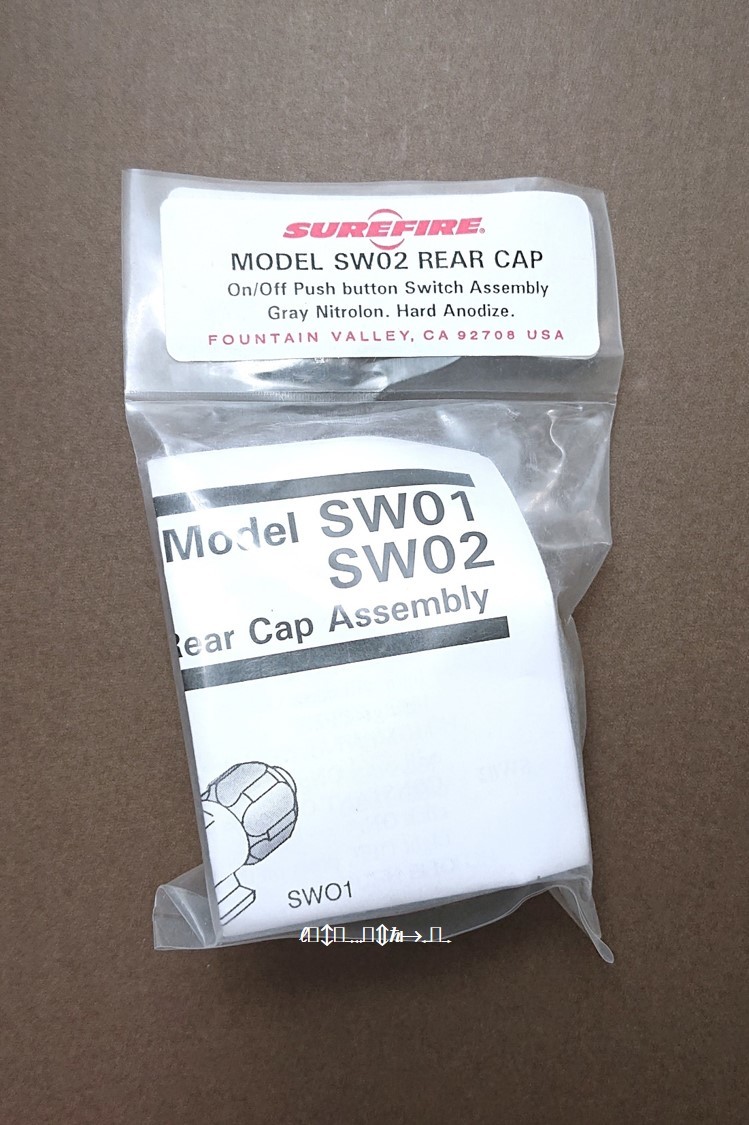 SUREFIRE®
MODEL SW02 REAR CAP
On/Off Push button Switch Assembly
Gray Nitrolon. Hard Anodize.
FOUNTAIN VALLEY, CA 92708 USA
Model SW01
SW02
Rear Cap Assembly
SW01